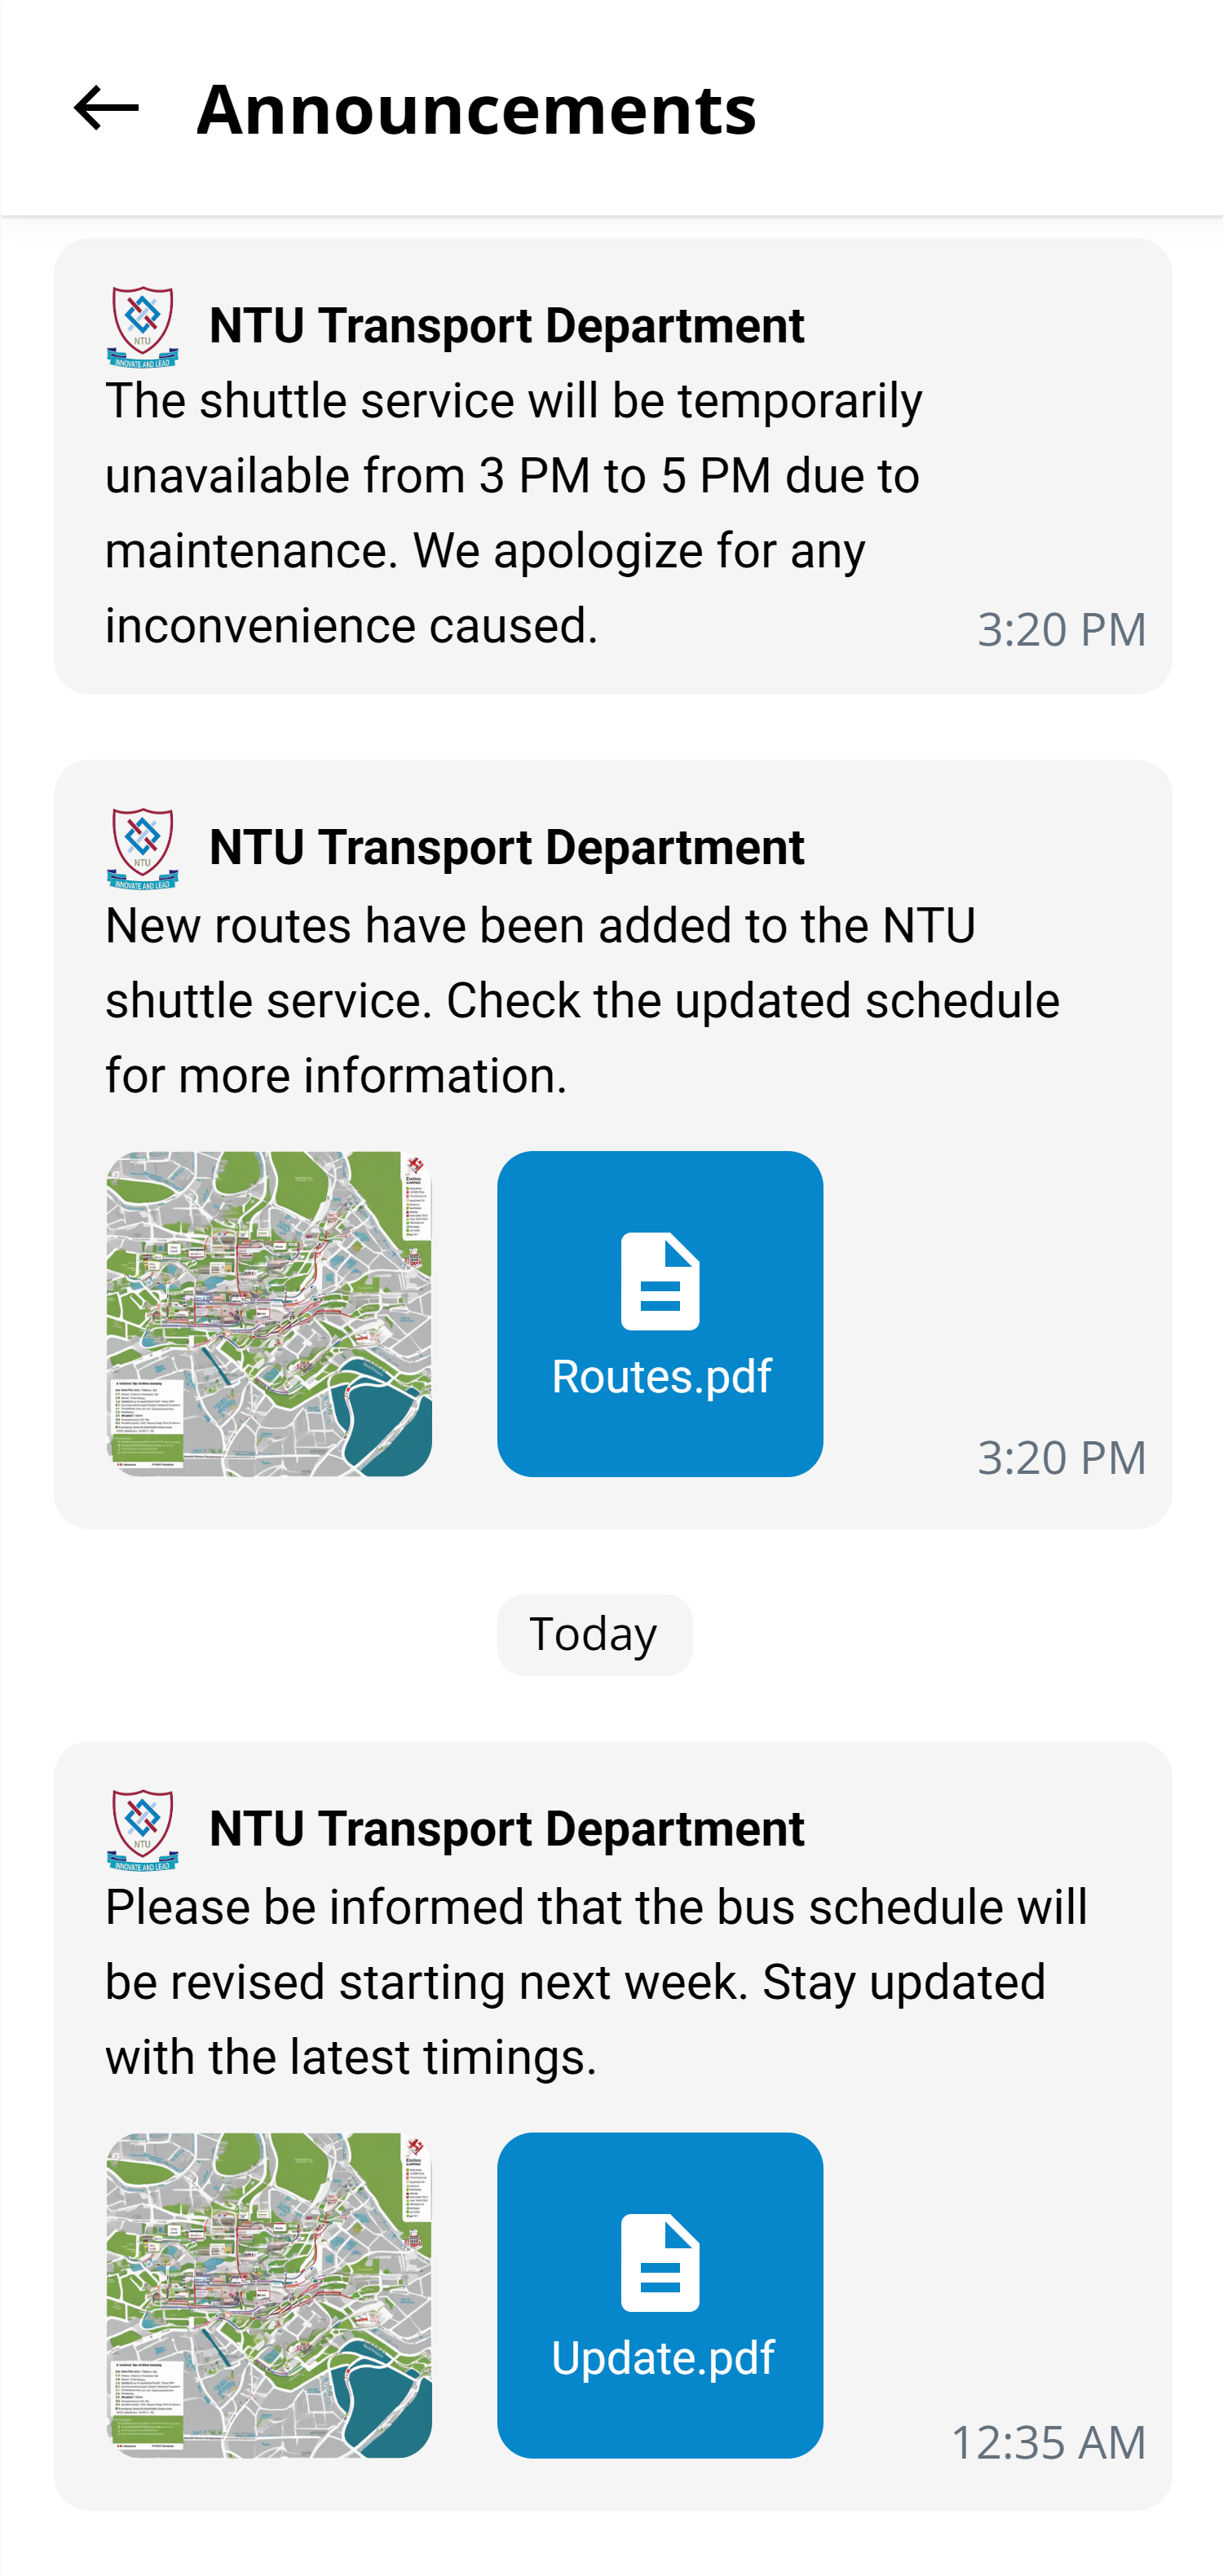 Announcements
NTU
INNOVATE AND LEAD
NTU Transport Department
The shuttle service will be temporarily
unavailable from 3 PM to 5 PM due to
maintenance. We apologize for any
inconvenience caused.
3:20 PM
NTU
INNOVATE AND LEAD
NTU Transport Department
New routes have been added to the NTU
shuttle service. Check the updated schedule
for more information.
Routes.pdf
3:20 PM
Today
NTU
INNOVATE AND LEAD
NTU Transport Department
Please be informed that the bus schedule will
be revised starting next week. Stay updated
with the latest timings.
Update.pdf
12:35 AM